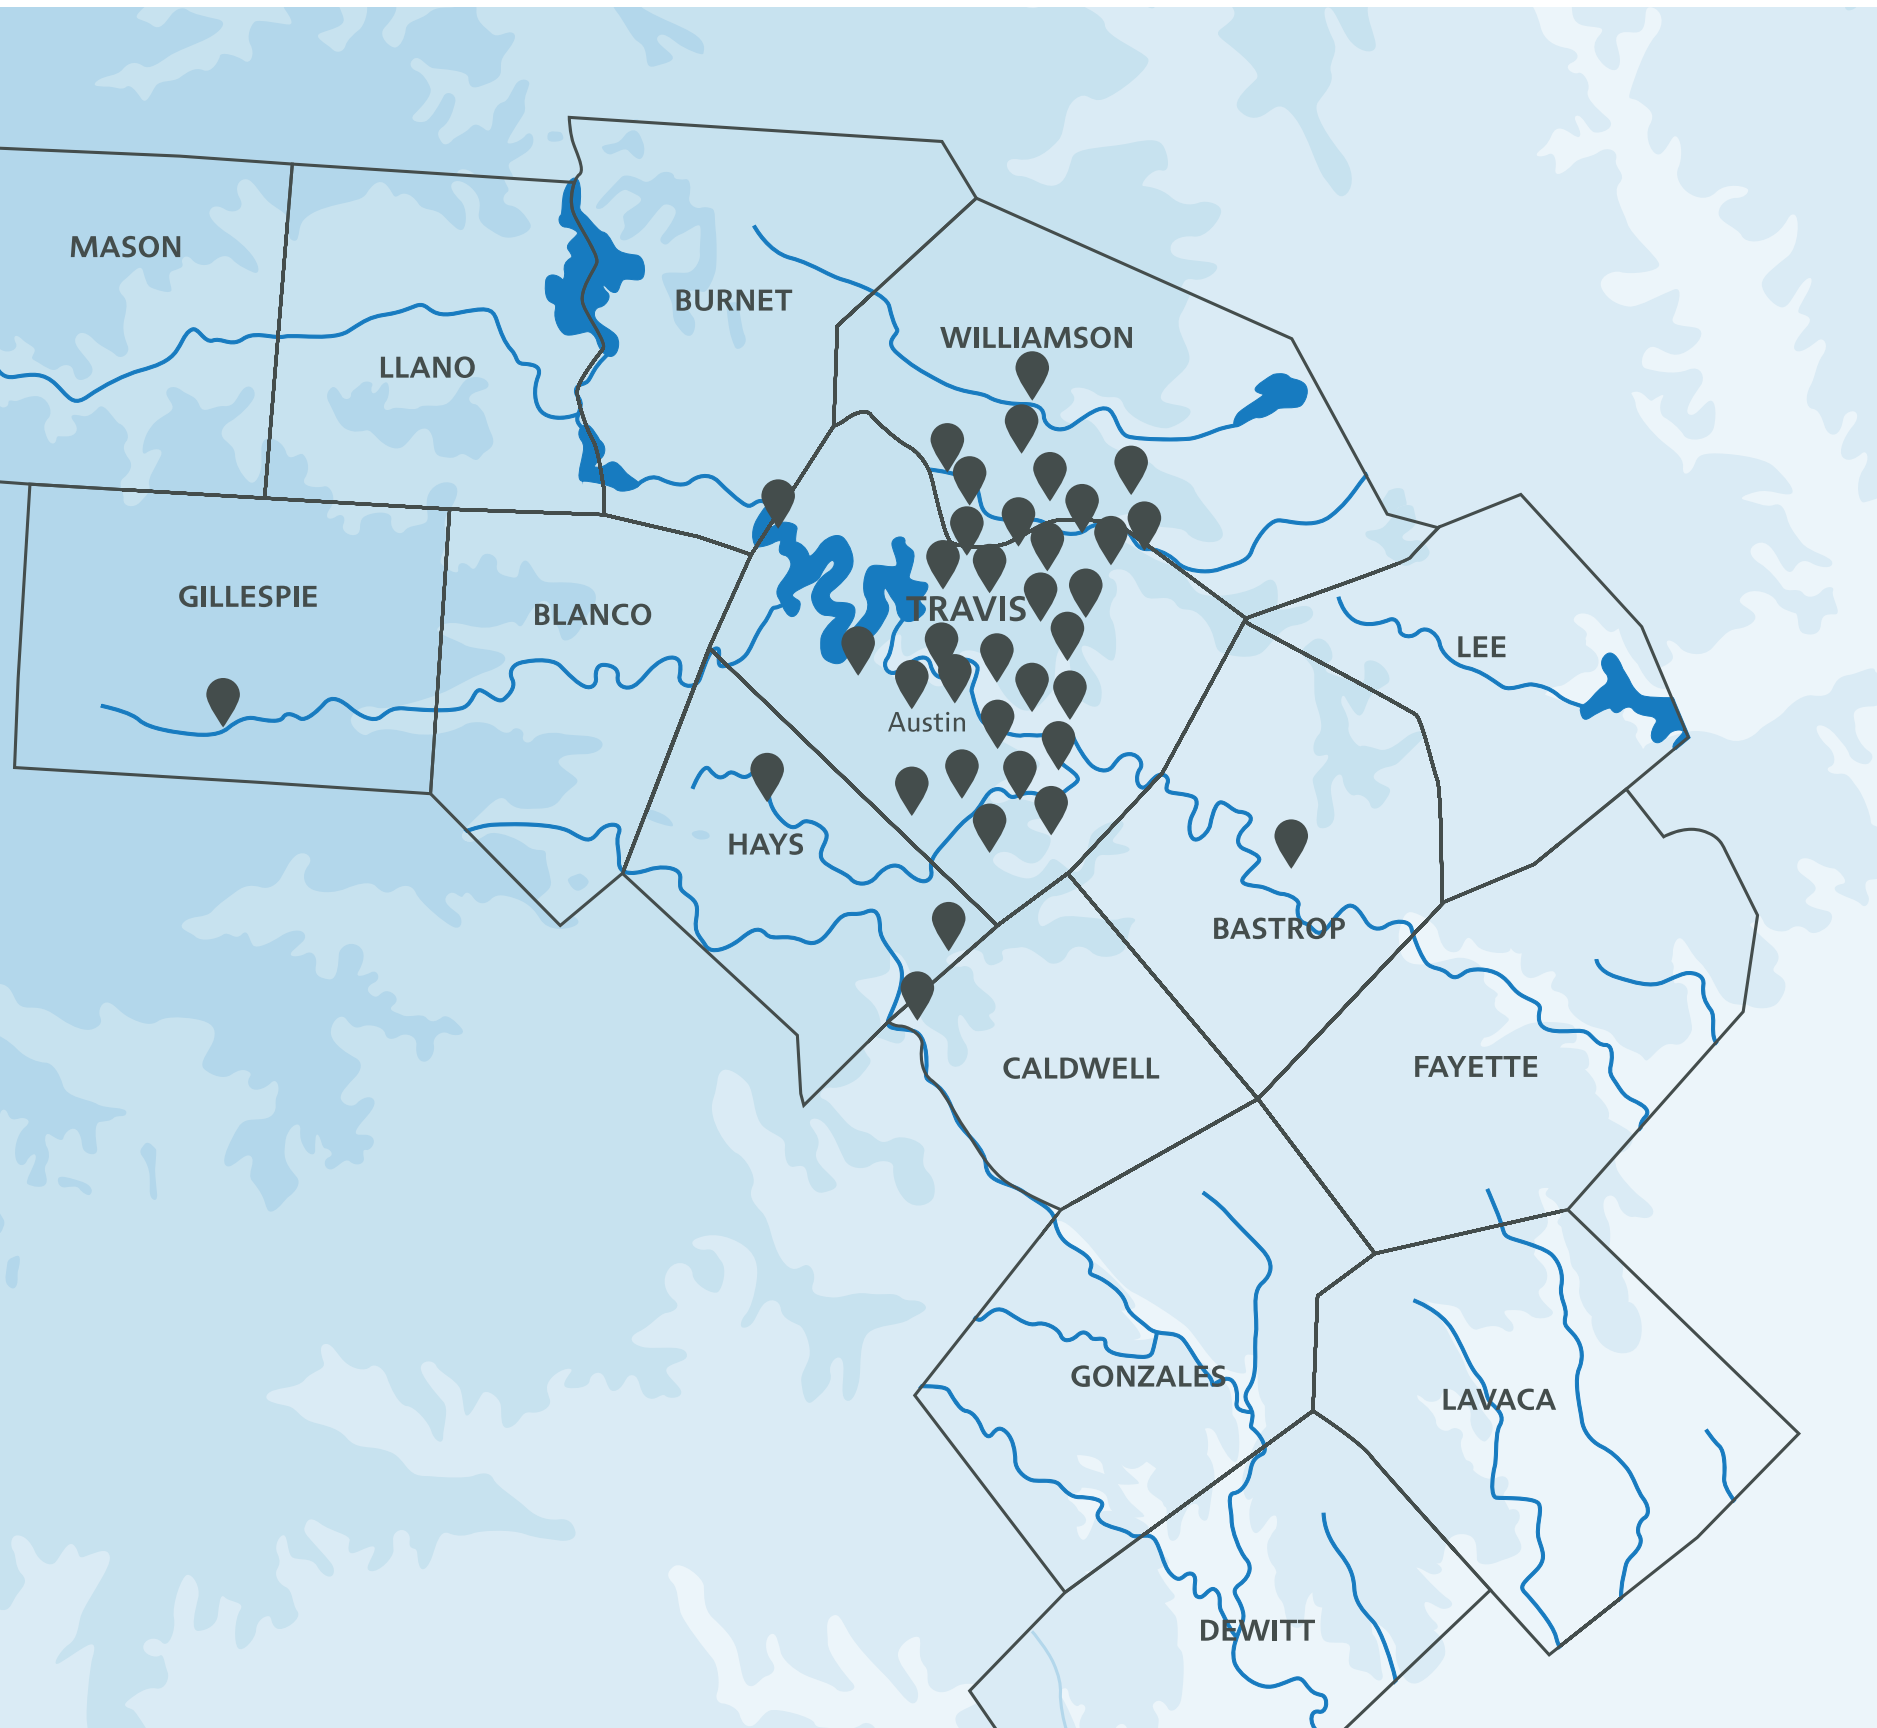 MASON
BURNET
WILLIAMSON
LLANO
GILLESPIE
BLANCO
TRAVIS
LEE
Austin
HAYS
BASTROP
CALDWELL
FAYETTE
GONZALES
LAVACA
DEWITT